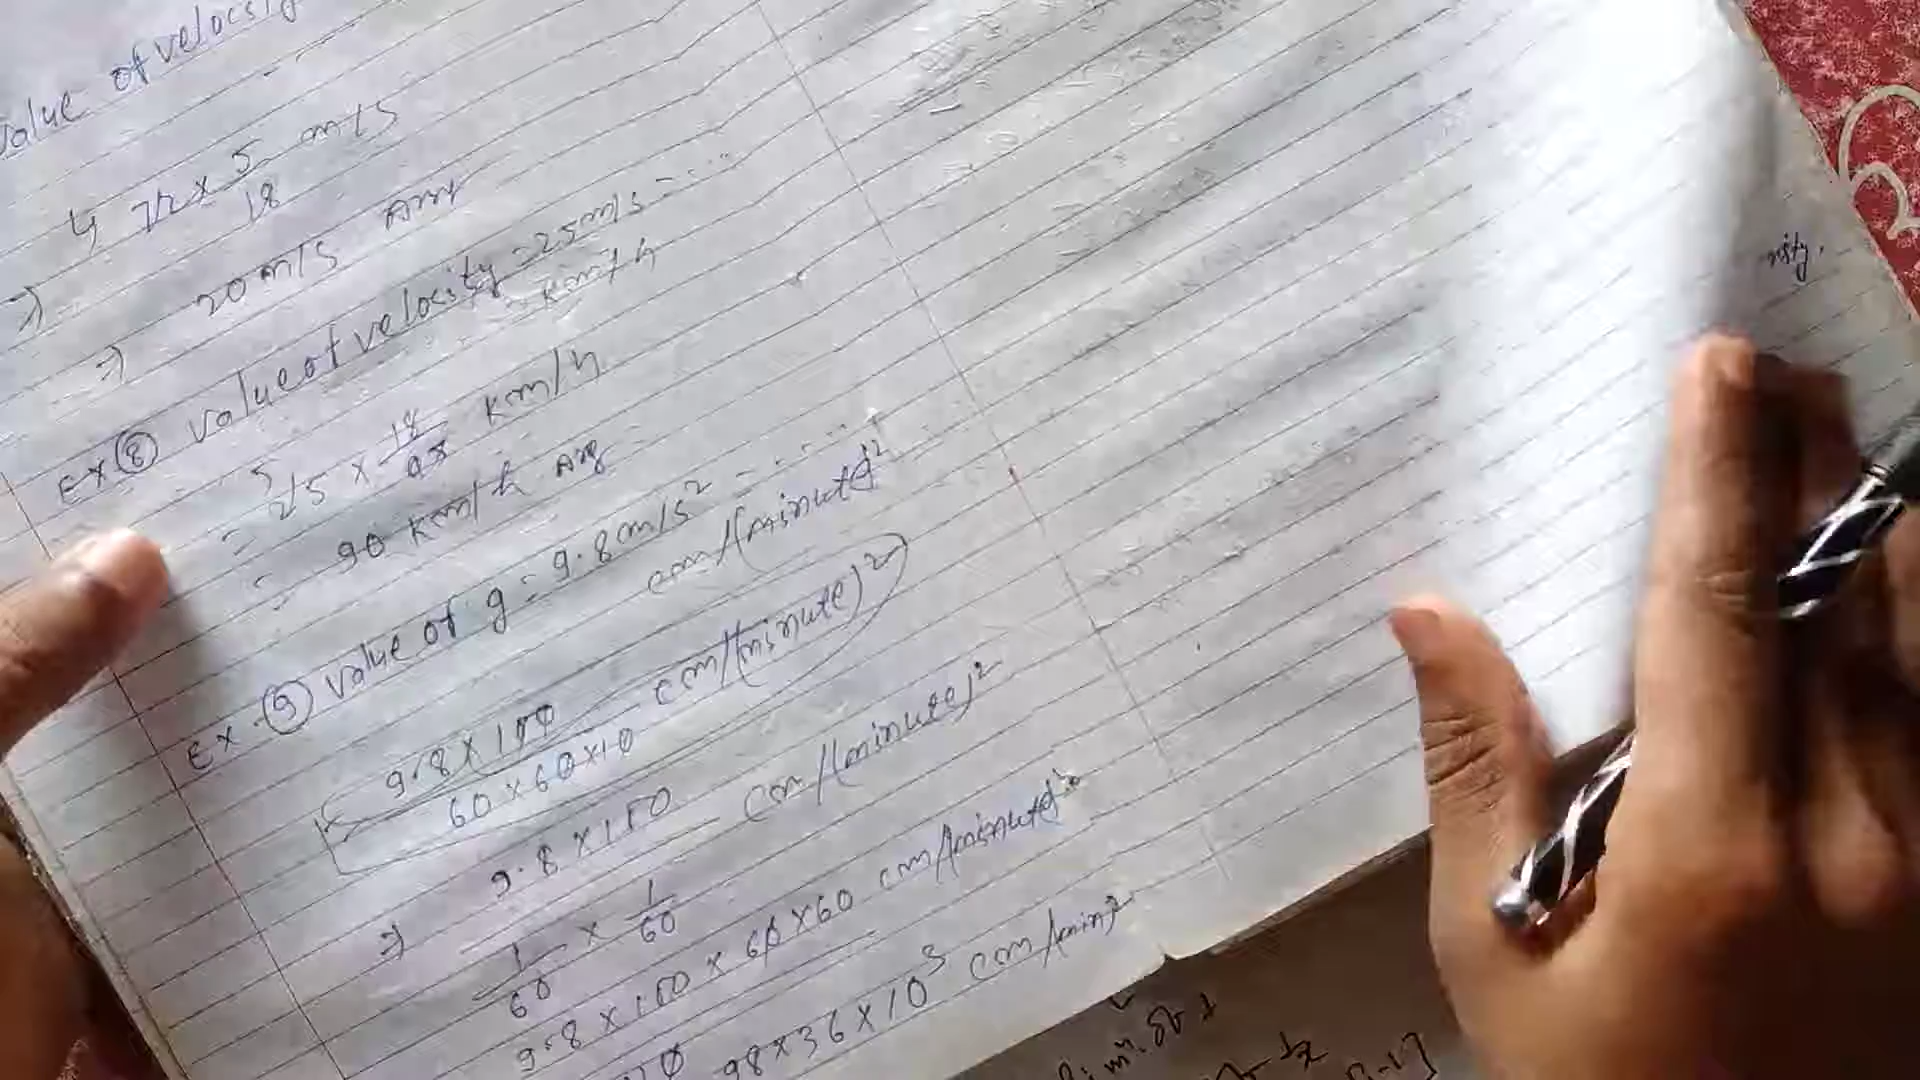 value of velocity
=) 4 72 x 5/18 m/s
=) 20 m/s Ans
Ex (8) value of velocity = 25 m/s = ...
km/h
= 5 25 x 18/ km/h
= 90 km/h Ans
Ex. (9) value of g = 9.8 m/s² - ....
cm/(minute)²
9.8 x 100 / 60 x 60 x 10 cm/(minute)²
=) 9.8 x 100 / 1/60 x 1/60 cm/(minute)²
9.8 x 100 x 60 x 60 cm/(minute)²
10 98 x 36 x 10³ cm/(min)²